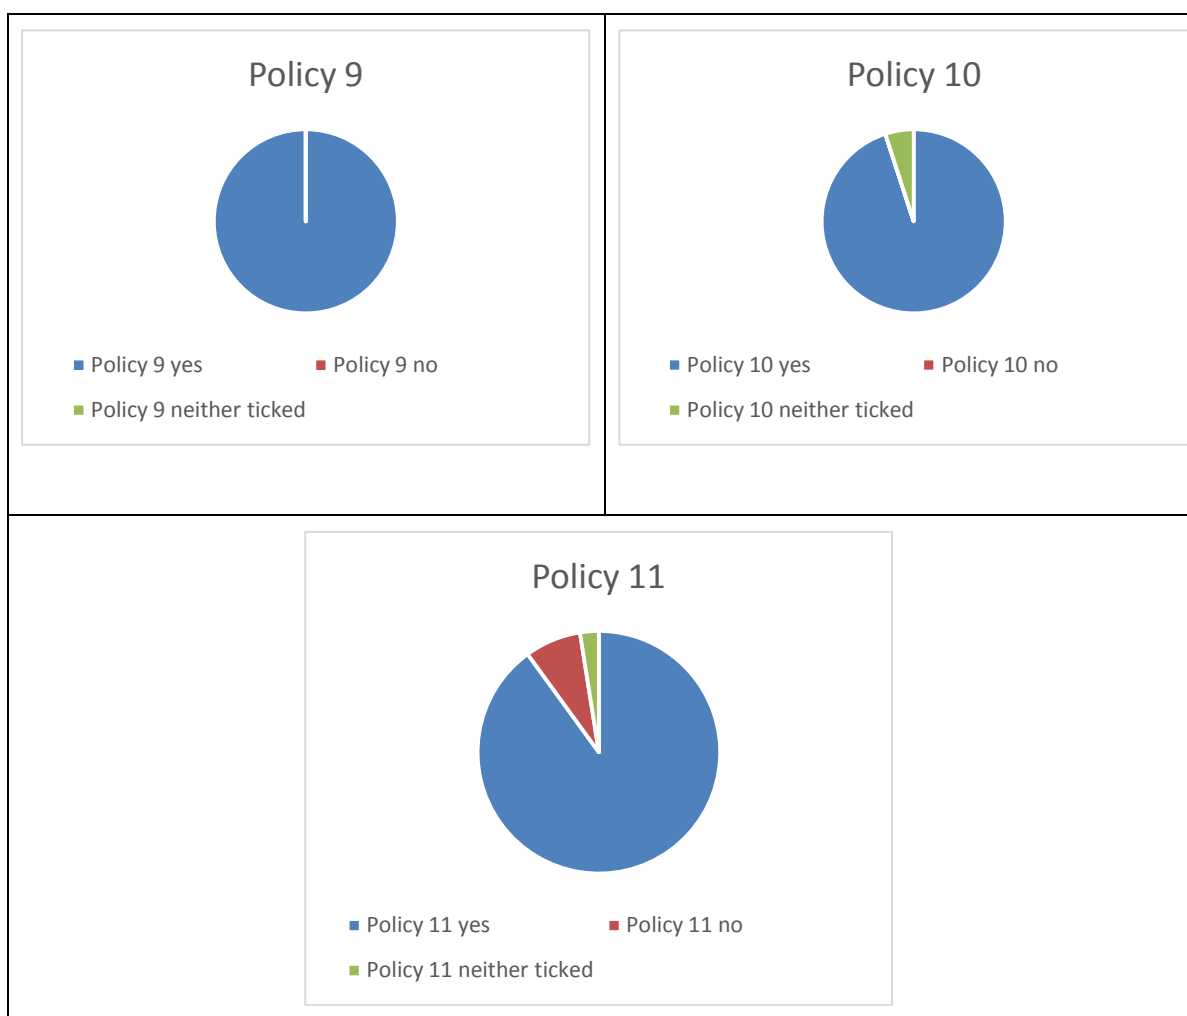 Policy 9
Policy 9 yes
Policy 9 no
Policy 9 neither ticked
Policy 10
Policy 10 yes
Policy 10 no
Policy 10 neither ticked
Policy 11
Policy 11 yes
Policy 11 no
Policy 11 neither ticked